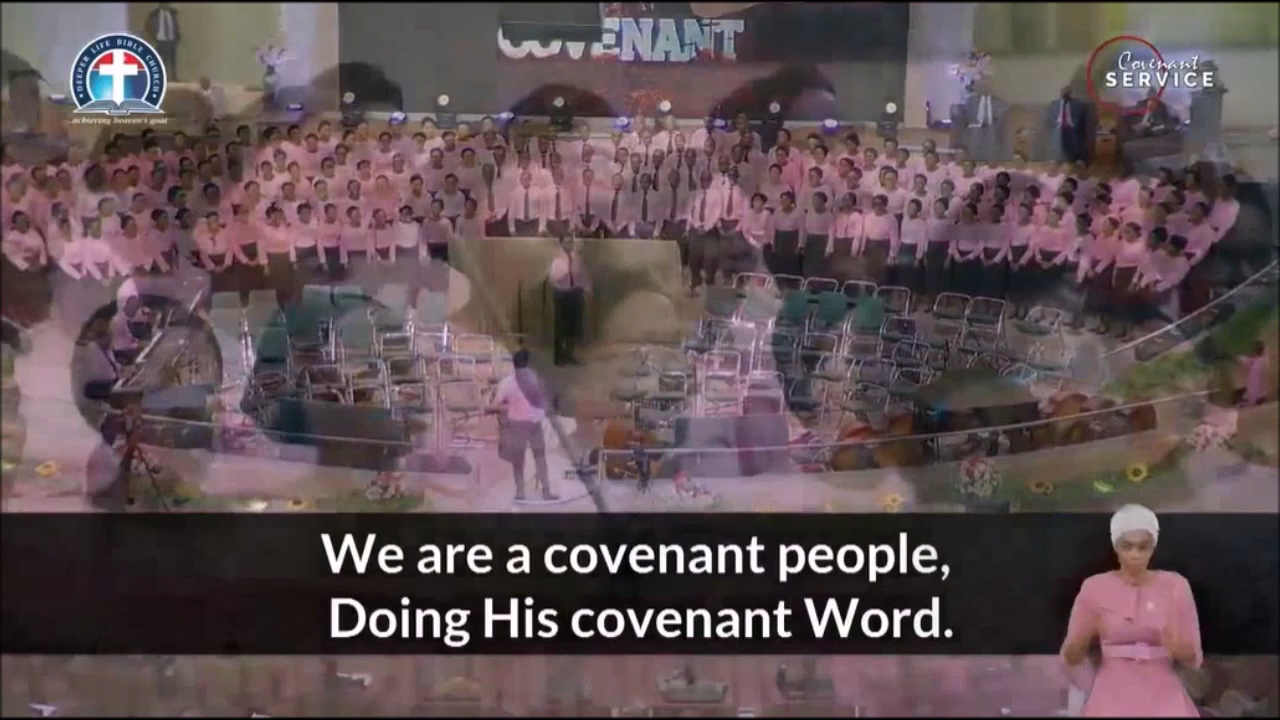 COVENANT
DEEPER LIFE BIBLE CHURCH
...achieving heaven's goal
Covenant
SERVICE
We are a covenant people,
Doing His covenant Word.